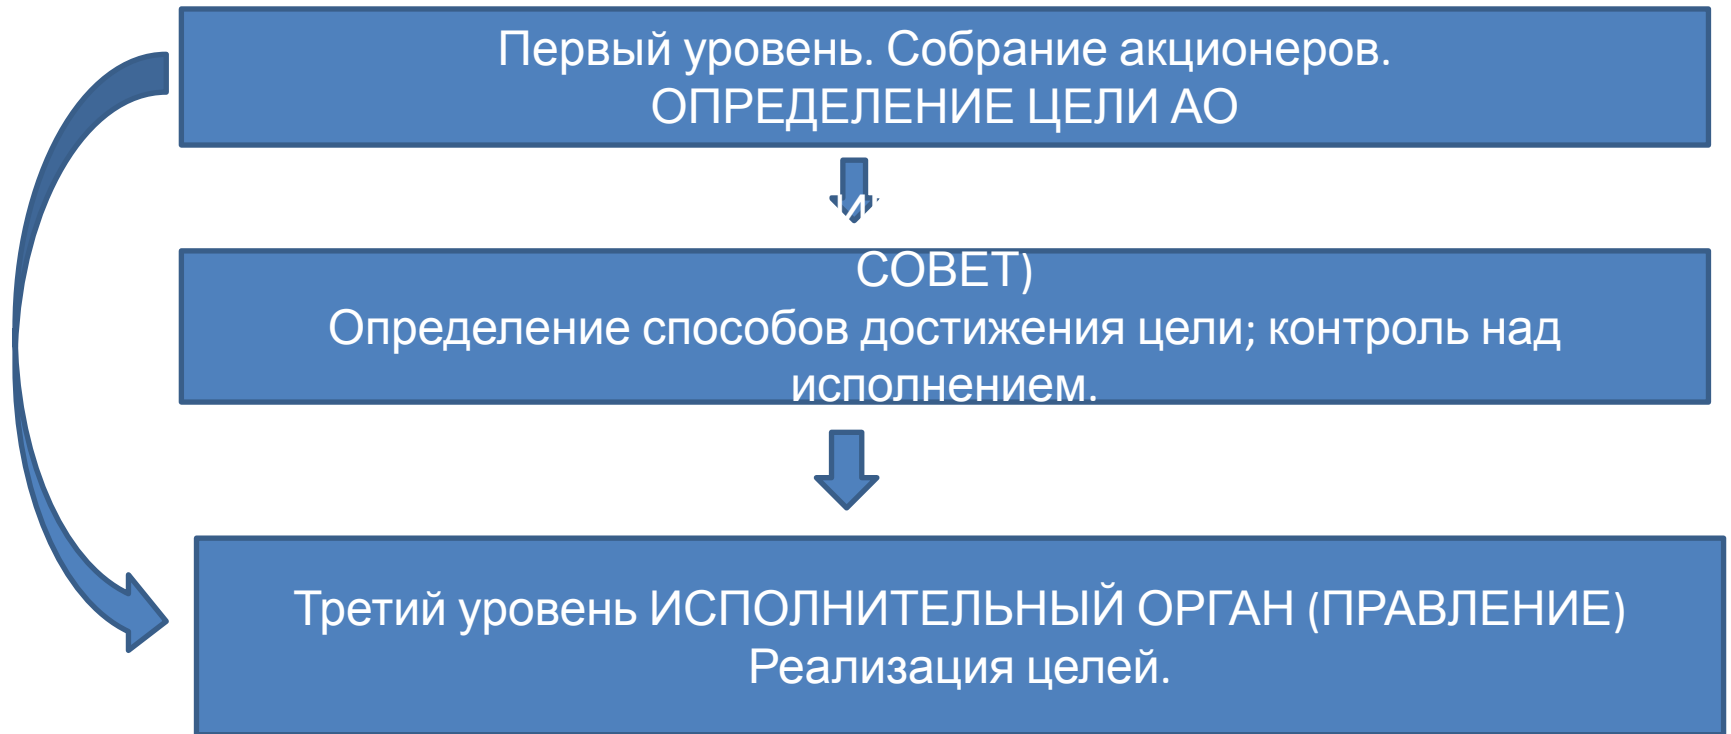 Первый уровень. Собрание акционеров.
ОПРЕДЕЛЕНИЕ ЦЕЛИ АО
СОВЕТ)
Определение способов достижения цели; контроль над
исполнением.
Третий уровень ИСПОЛНИТЕЛЬНЫЙ ОРГАН (ПРАВЛЕНИЕ)
Реализация целей.